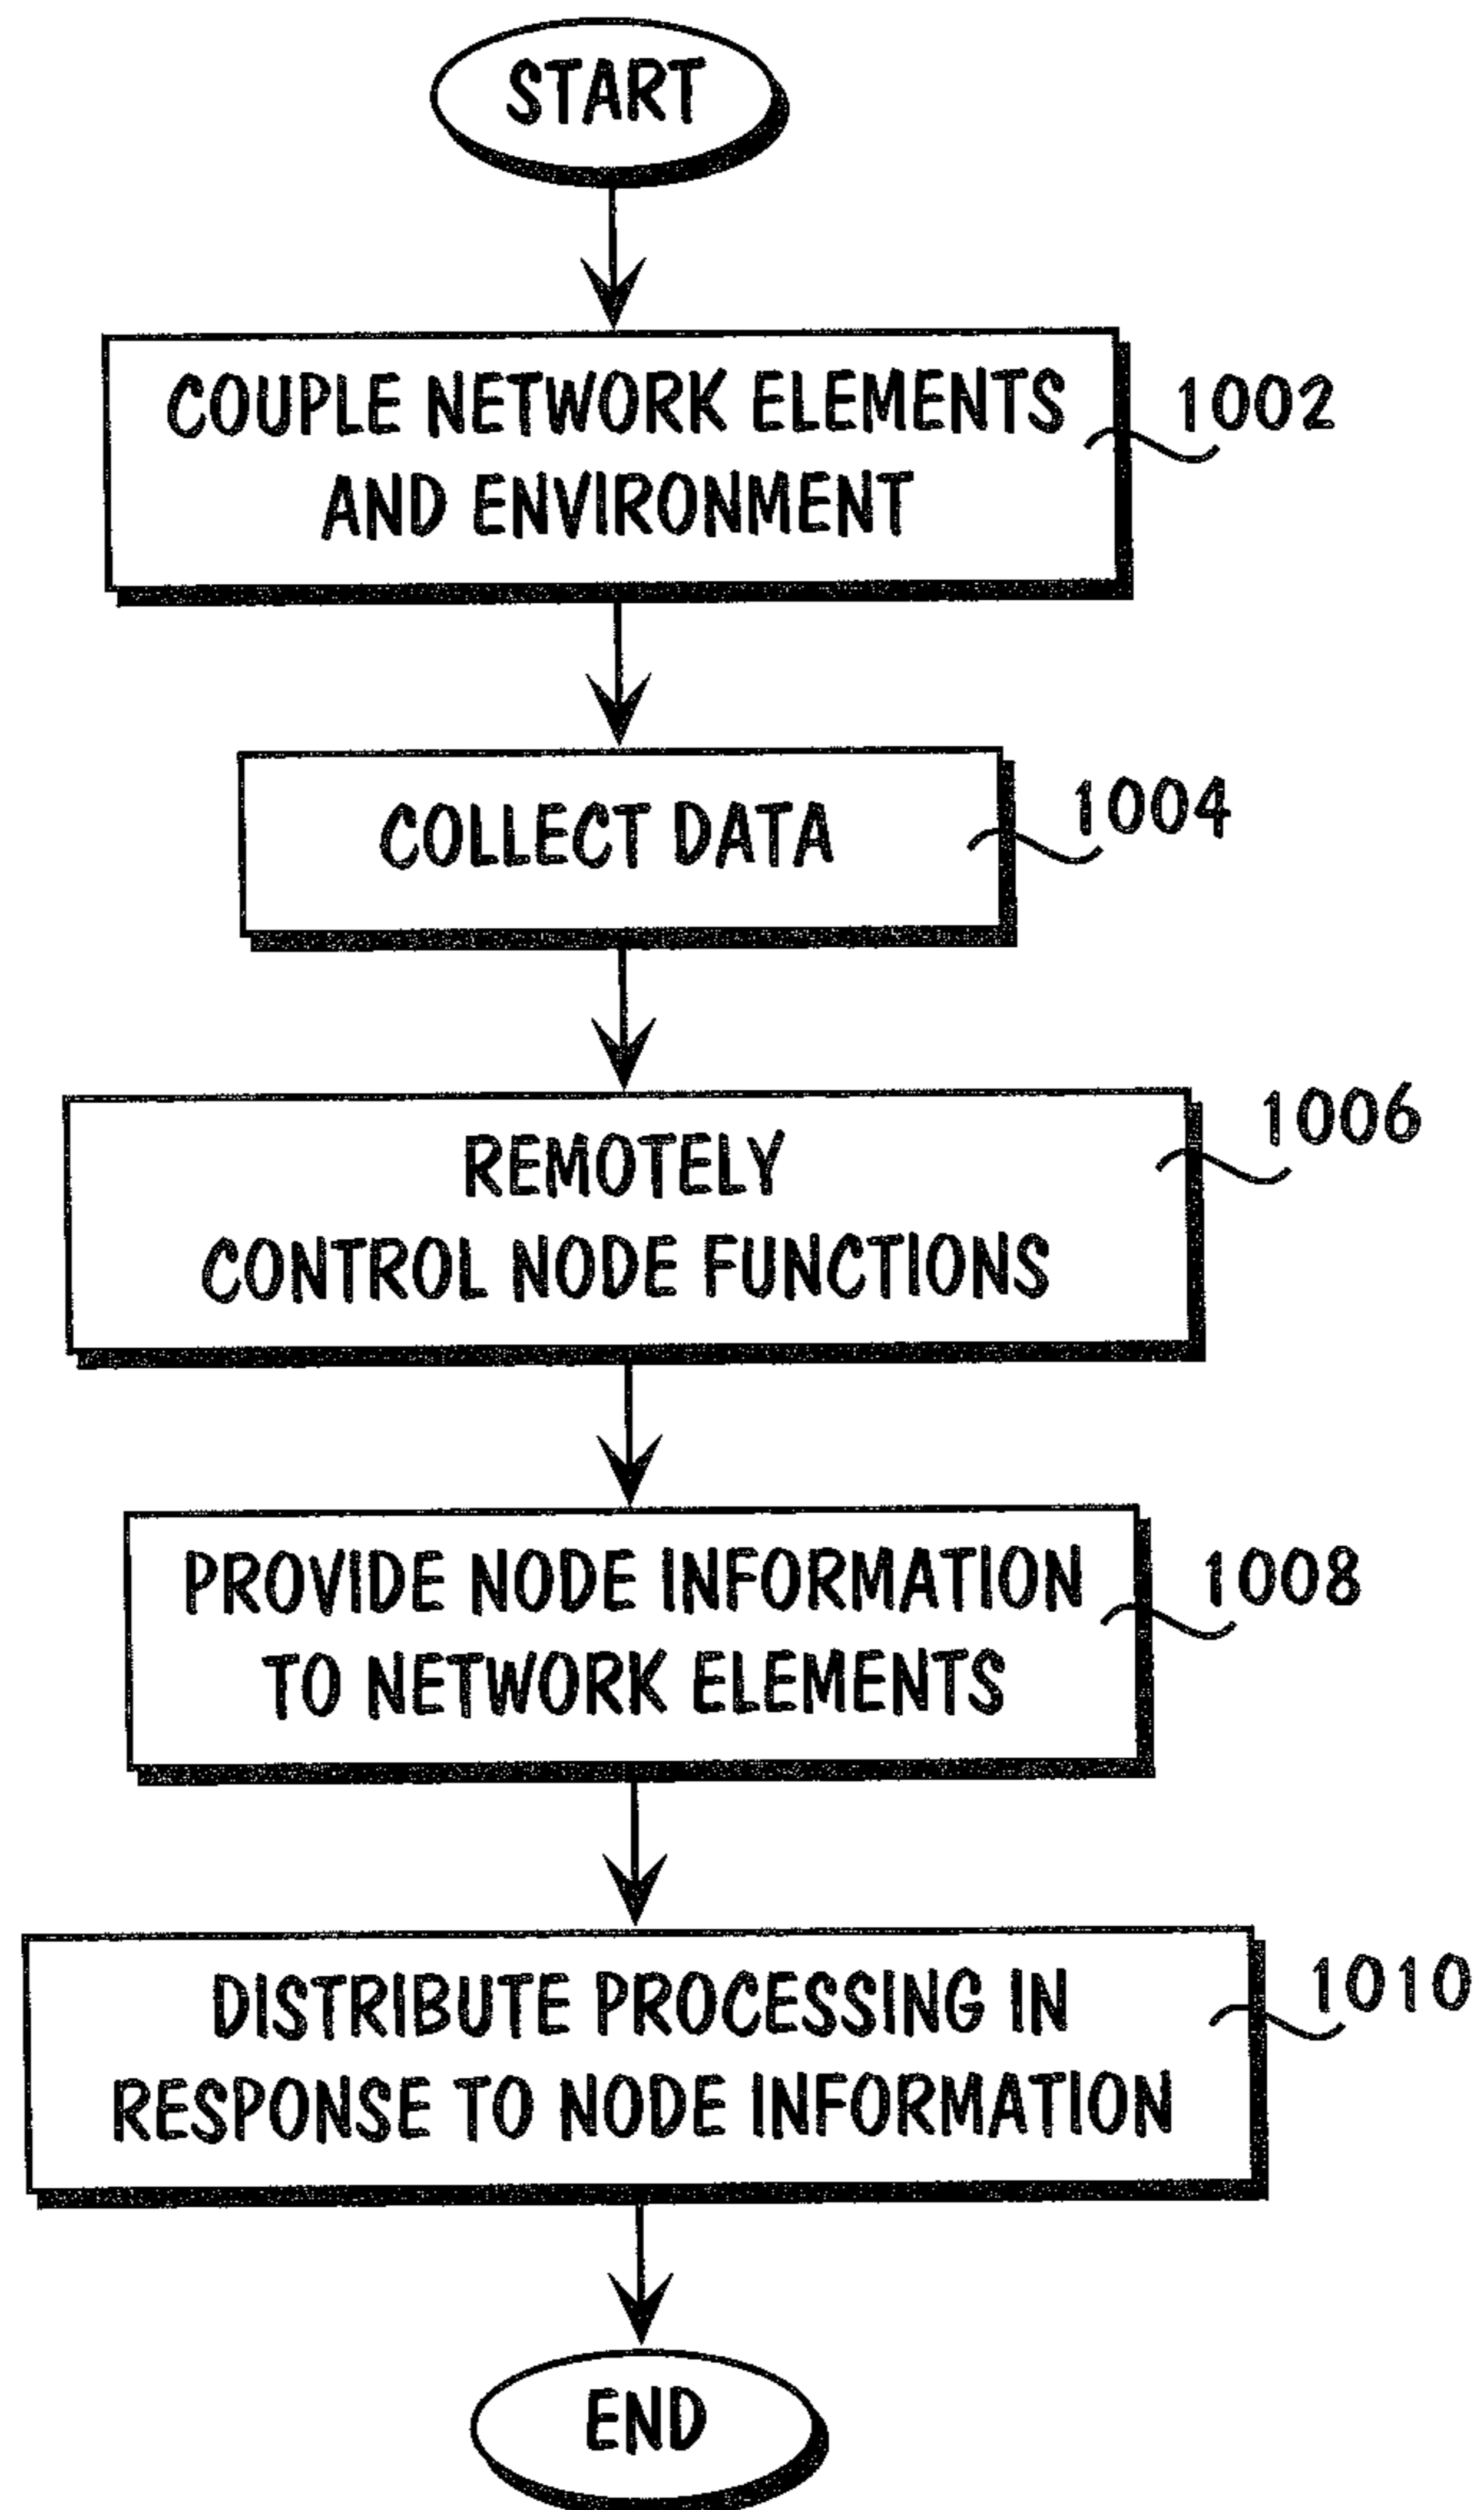 START
COUPLE NETWORK ELEMENTS
AND ENVIRONMENT
1002
COLLECT DATA
1004
REMOTELY
CONTROL NODE FUNCTIONS
1006
PROVIDE NODE INFORMATION
TO NETWORK ELEMENTS
1008
DISTRIBUTE PROCESSING IN
RESPONSE TO NODE INFORMATION
1010
END